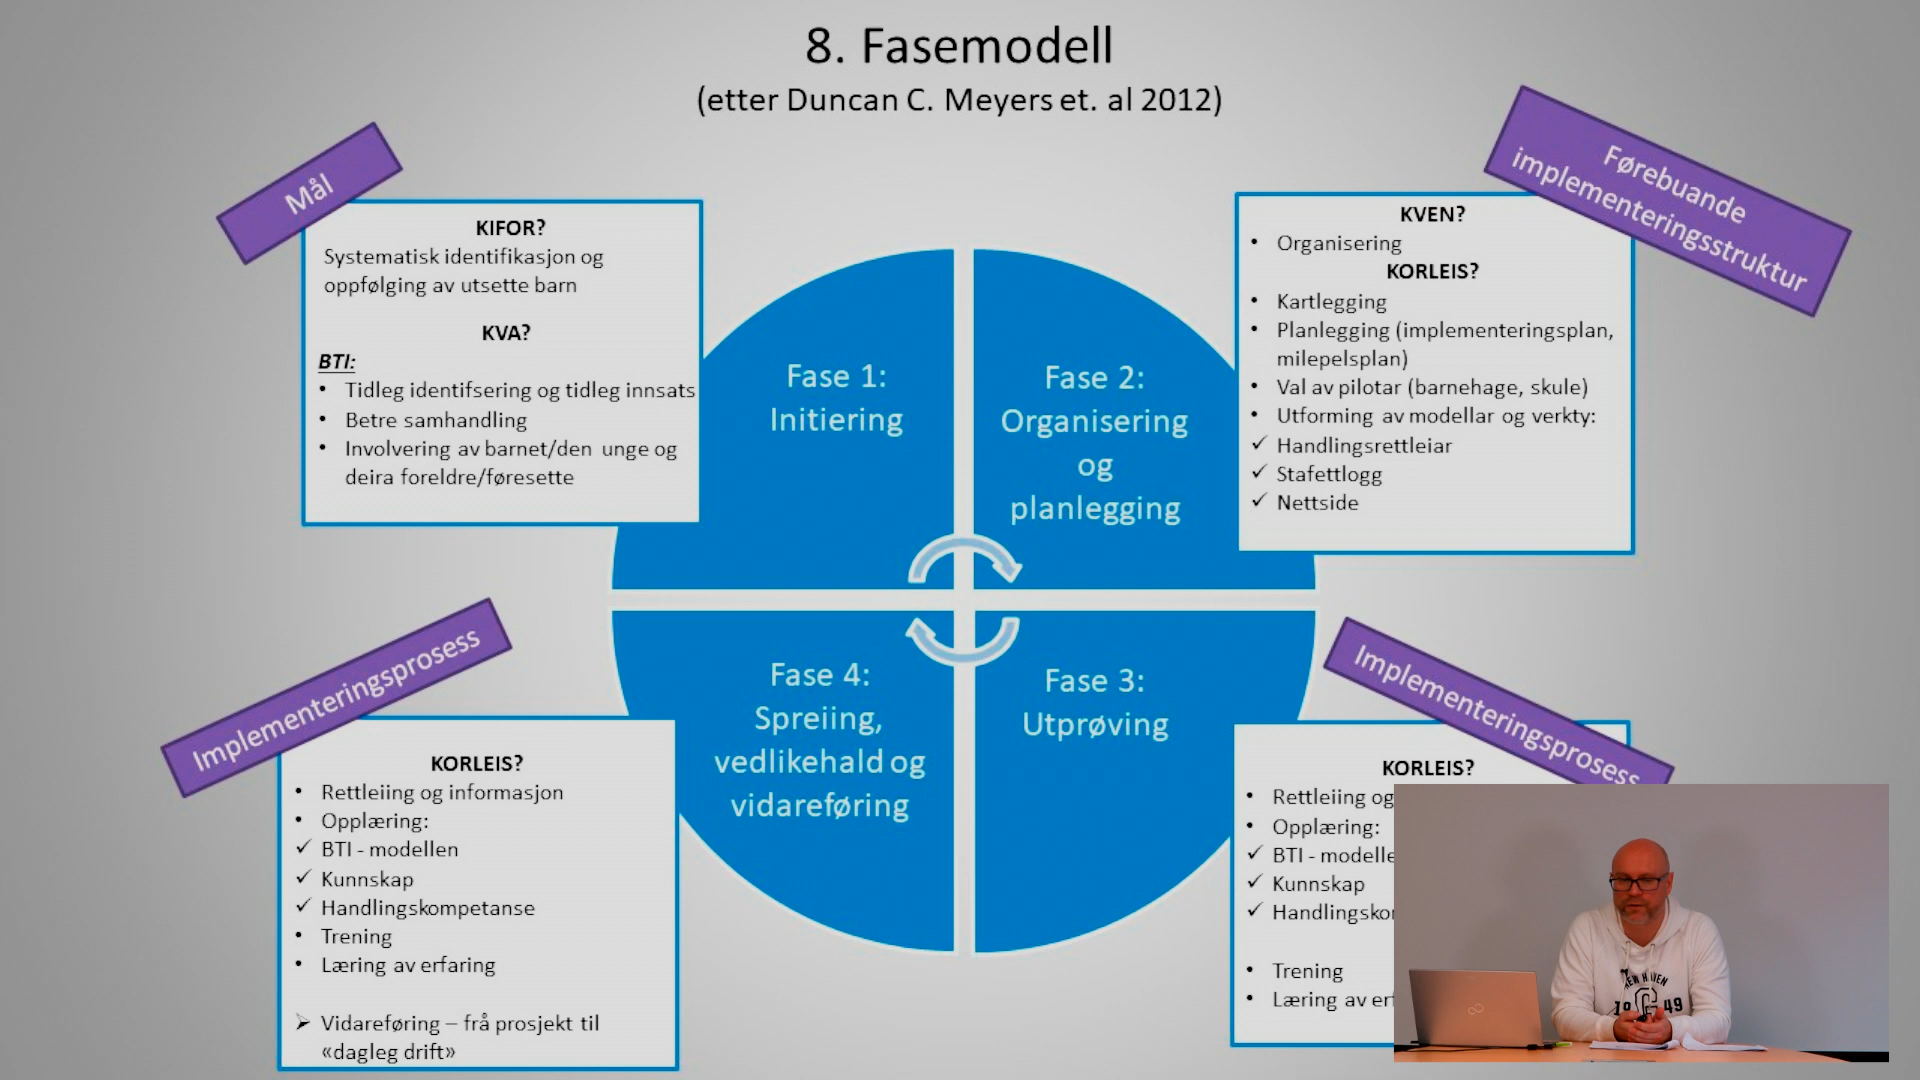 8. Fasemodell
(etter Duncan C. Meyers et. al 2012)
Mål
KIFOR?
Systematisk identifikasjon og
oppfølging av utsette barn
KVA?
BTI:
• Tidleg identifsering og tidleg innsats
• Betre samhandling
• Involvering av barnet/den unge og
deira foreldre/føresette
Førebuande
implementeringsstruktur
KVEN?
• Organisering
KORLEIS?
• Kartlegging
• Planlegging (implementeringsplan,
milepelsplan)
• Val av pilotar (barnehage, skule)
• Utforming av modellar og verkty:
✓ Handlingsrettleiar
✓ Stafettlogg
✓ Nettside
Fase 1:
Initiering
Fase 2:
Organisering
og
planlegging
Fase 4:
Spreiing,
vedlikehald og
vidareføring
Fase 3:
Utprøving
Implementeringsprosess
KORLEIS?
• Rettleiing og informasjon
• Opplæring:
✓ BTI - modellen
✓ Kunnskap
✓ Handlingskompetanse
• Trening
• Læring av erfaring
➢ Vidareføring – frå prosjekt til
«dagleg drift»
Implementeringsprosess
KORLEIS?
• Rettleiing og
• Opplæring:
✓ BTI - modelle
✓ Kunnskap
✓ Handlingsko
• Trening
• Læring av er
HAVEN
19 49